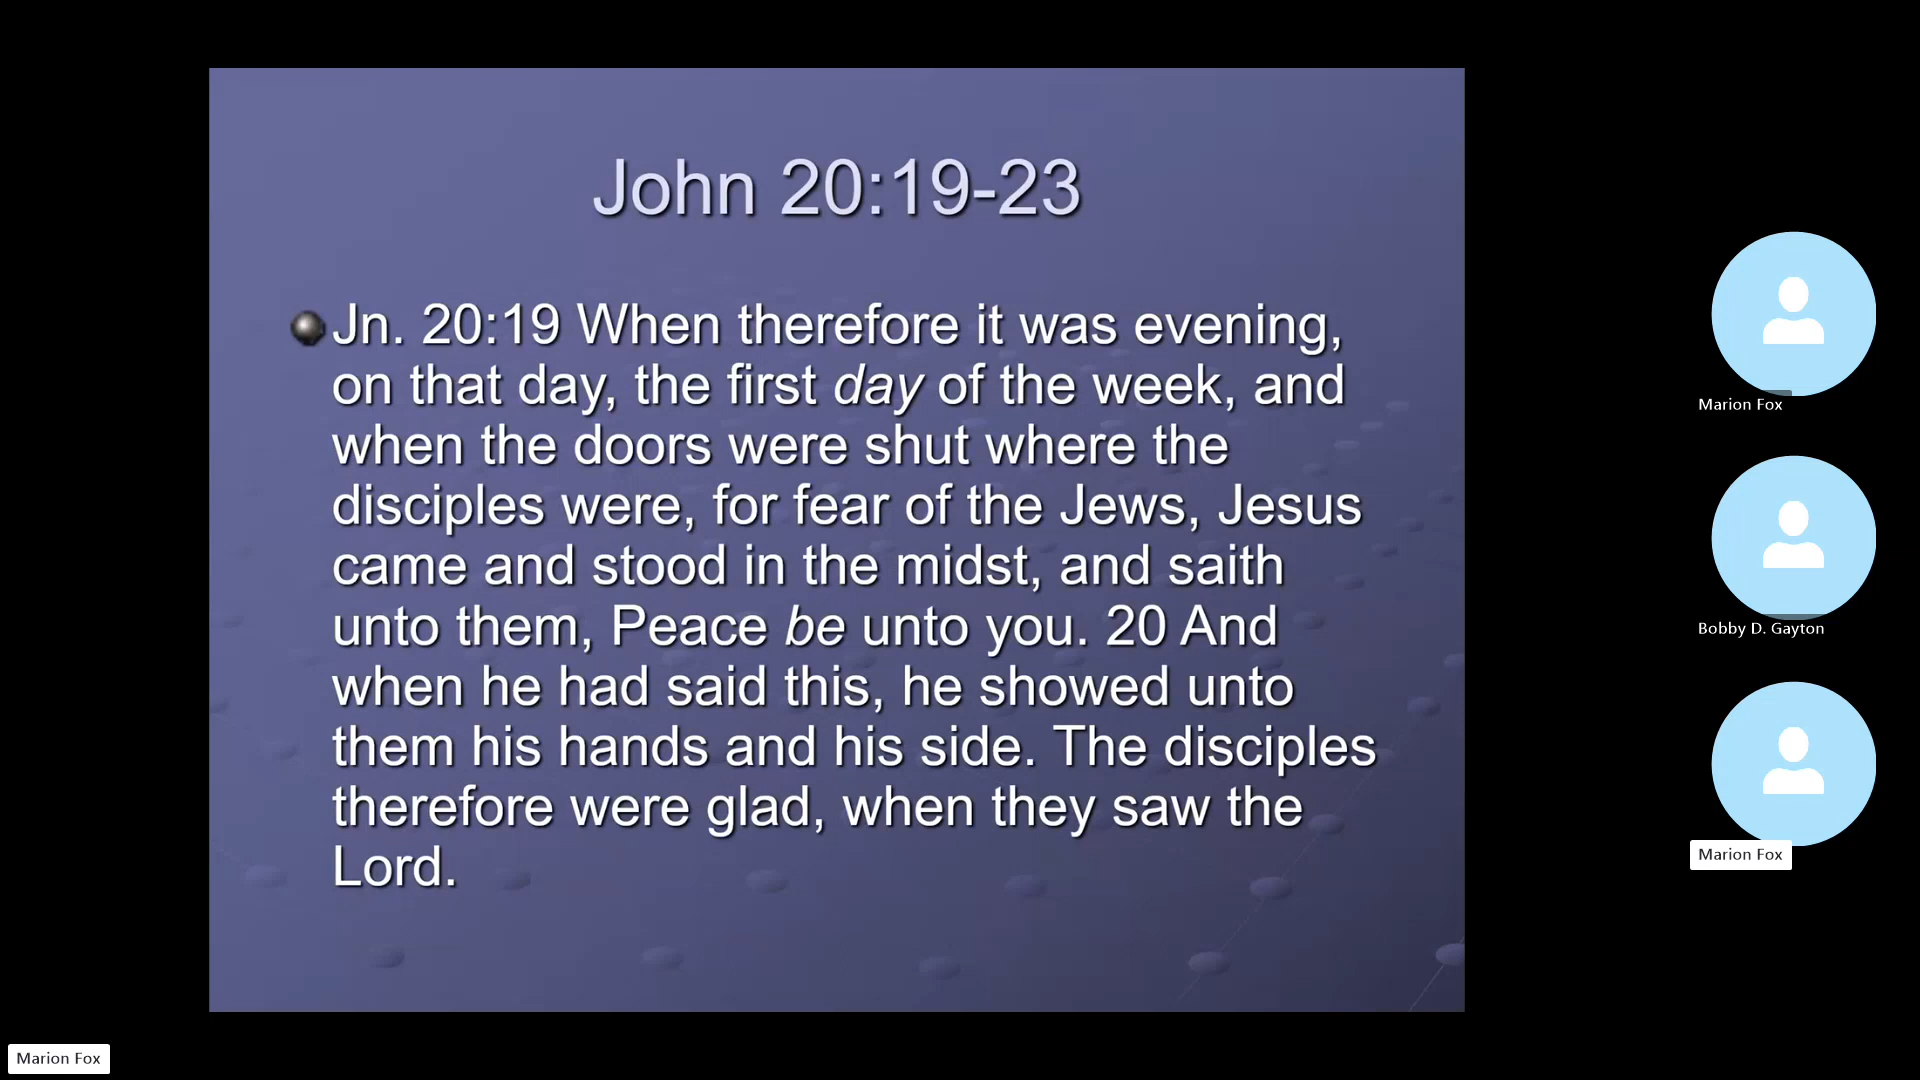 John 20:19-23
Jn. 20:19 When therefore it was evening,
on that day, the first day of the week, and
when the doors were shut where the
disciples were, for fear of the Jews, Jesus
came and stood in the midst, and saith
unto them, Peace be unto you. 20 And
when he had said this, he showed unto
them his hands and his side. The disciples
therefore were glad, when they saw the
Lord.
Marion Fox
Bobby D. Gayton
Marion Fox
Marion Fox